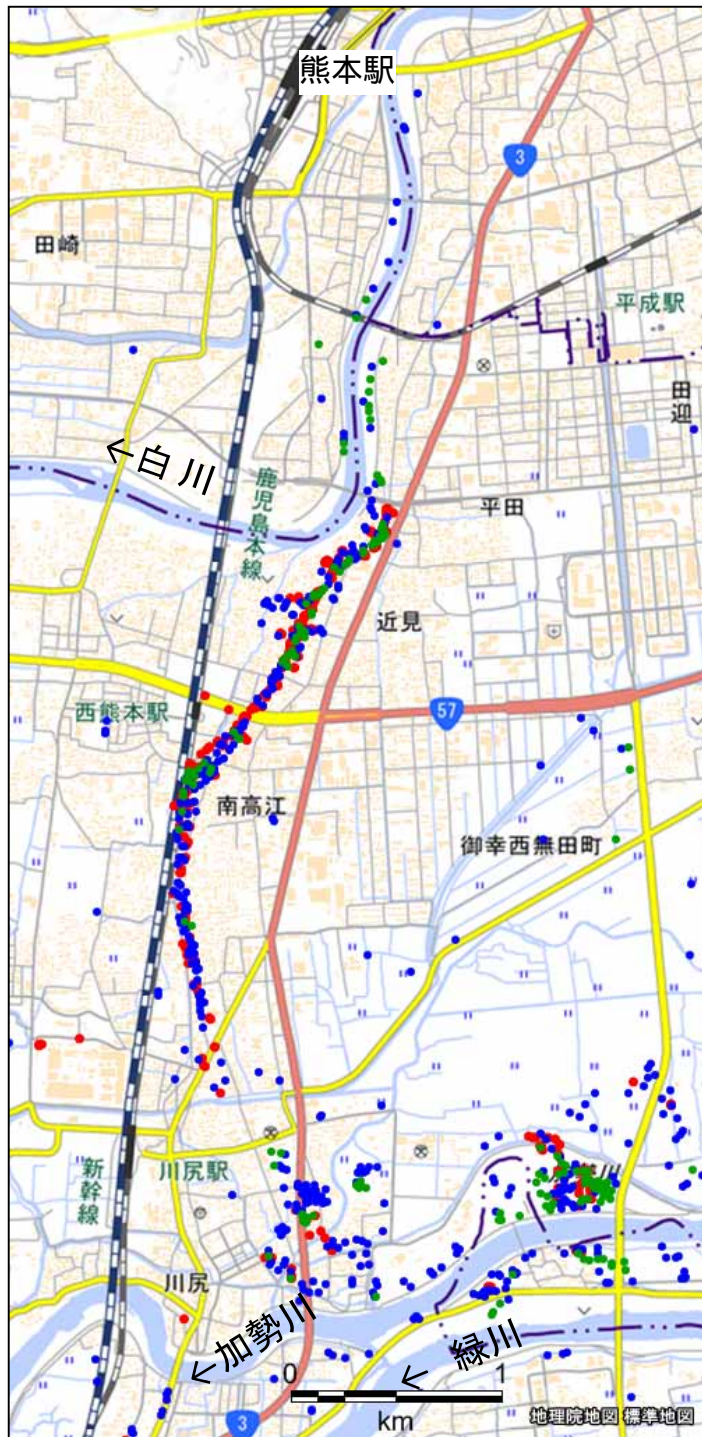 熊本駅
3
田崎
平成駅
田迎
←白川
鹿児島本線
平田
近見
西熊本駅
57
南高江
御幸西無田町
新幹線
川尻駅
川尻
←加勢川
←緑川
0 1
km
3
地理院地図 標準地図